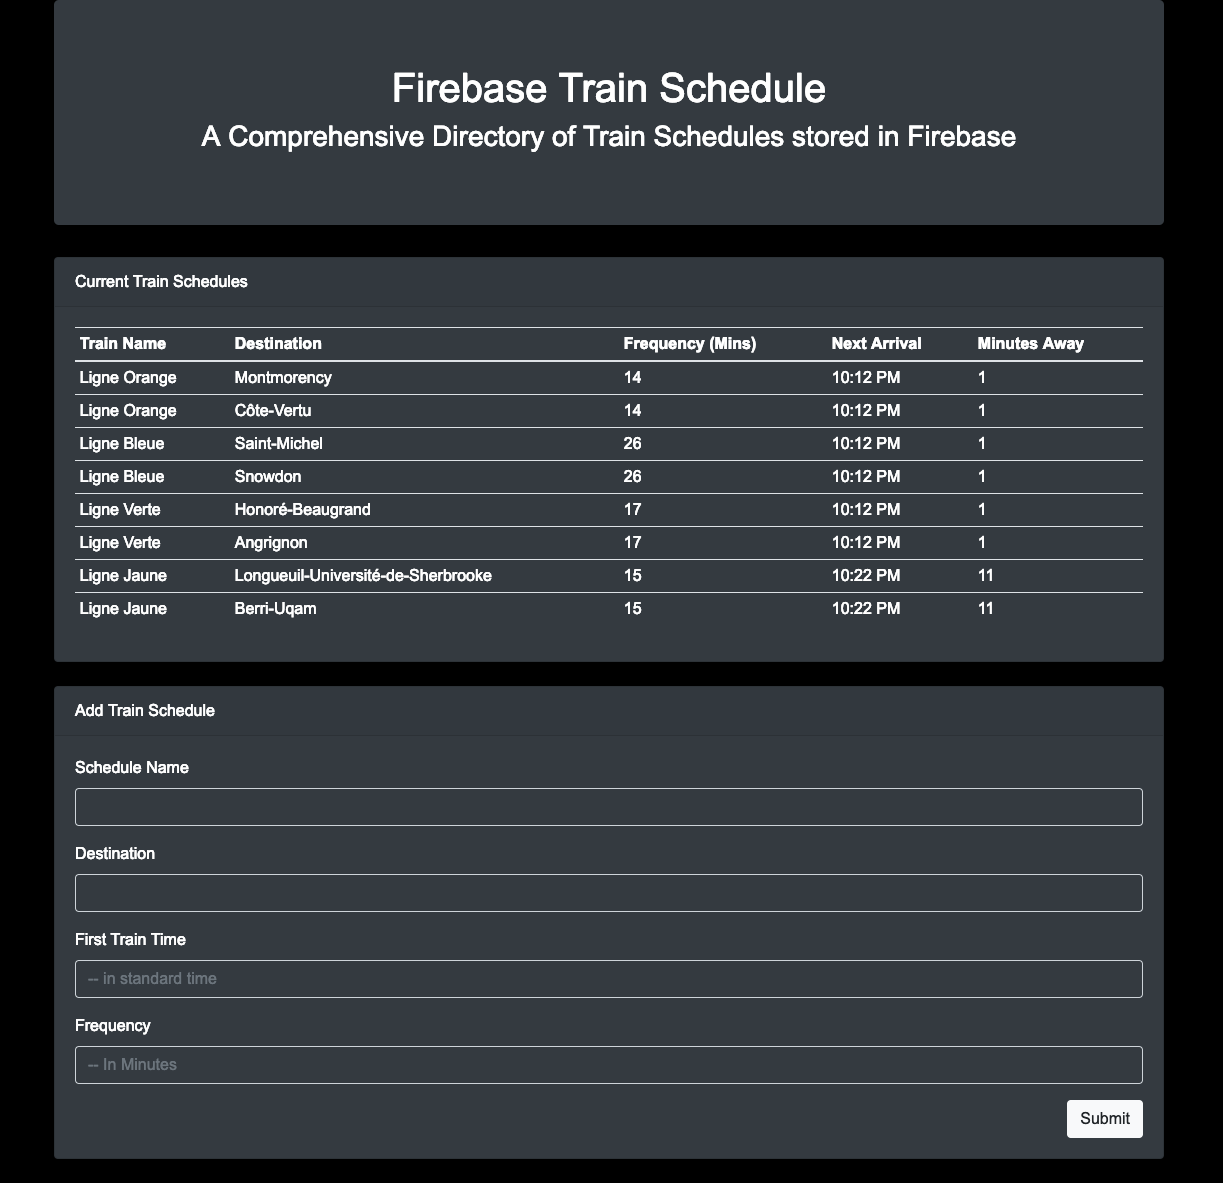 Firebase Train Schedule
A Comprehensive Directory of Train Schedules stored in Firebase
Current Train Schedules
Train Name Destination Frequency (Mins) Next Arrival Minutes Away
Ligne Orange Montmorency 14 10:12 PM 1
Ligne Orange Côte-Vertu 14 10:12 PM 1
Ligne Bleue Saint-Michel 26 10:12 PM 1
Ligne Bleue Snowdon 26 10:12 PM 1
Ligne Verte Honoré-Beaugrand 17 10:12 PM 1
Ligne Verte Angrignon 17 10:12 PM 1
Ligne Jaune Longueuil-Université-de-Sherbrooke 15 10:22 PM 11
Ligne Jaune Berri-Uqam 15 10:22 PM 11
Add Train Schedule
Schedule Name
Destination
First Train Time
-- in standard time
Frequency
-- In Minutes
Submit